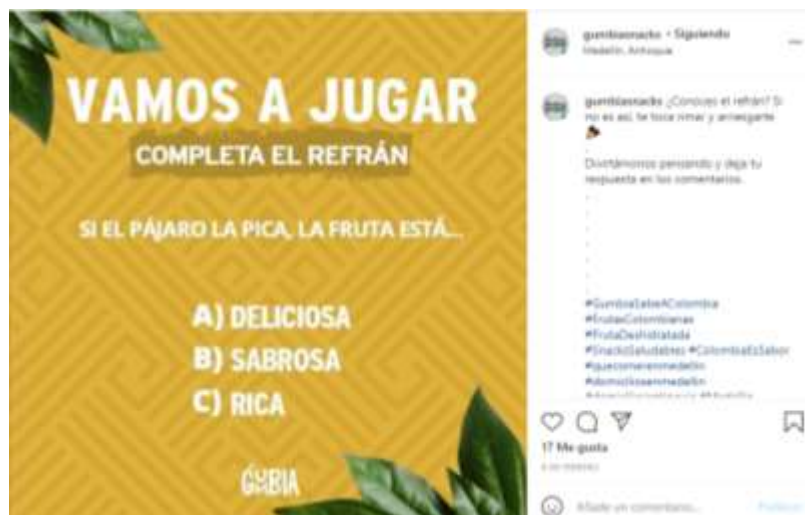 VAMOS A JUGAR
COMPLETA EL REFRÁN
SI EL PÁJARO LA PICA, LA FRUTA ESTÁ...
A) DELICIOSA
B) SABROSA
C) RICA
GUMBIA
gumbiasnacks • Siguiendo
Medellín, Antioquia
gumbiasnacks ¿Conoces el refrán? Si
no es así, te toca rimar y arriesgarte
Divirtámonos pensando y deja tu
respuesta en los comentarios.
.
.
.
.
.
.
#GumbiaSabeAColombia
#FrutasColombianas
#FrutaDeshidratada
#SnacksSaludables #ColombiaEsSabor
#quecomerenmedellin
#domiciliosenmedellin
17 Me gusta
Añade un comentario...
Publicar